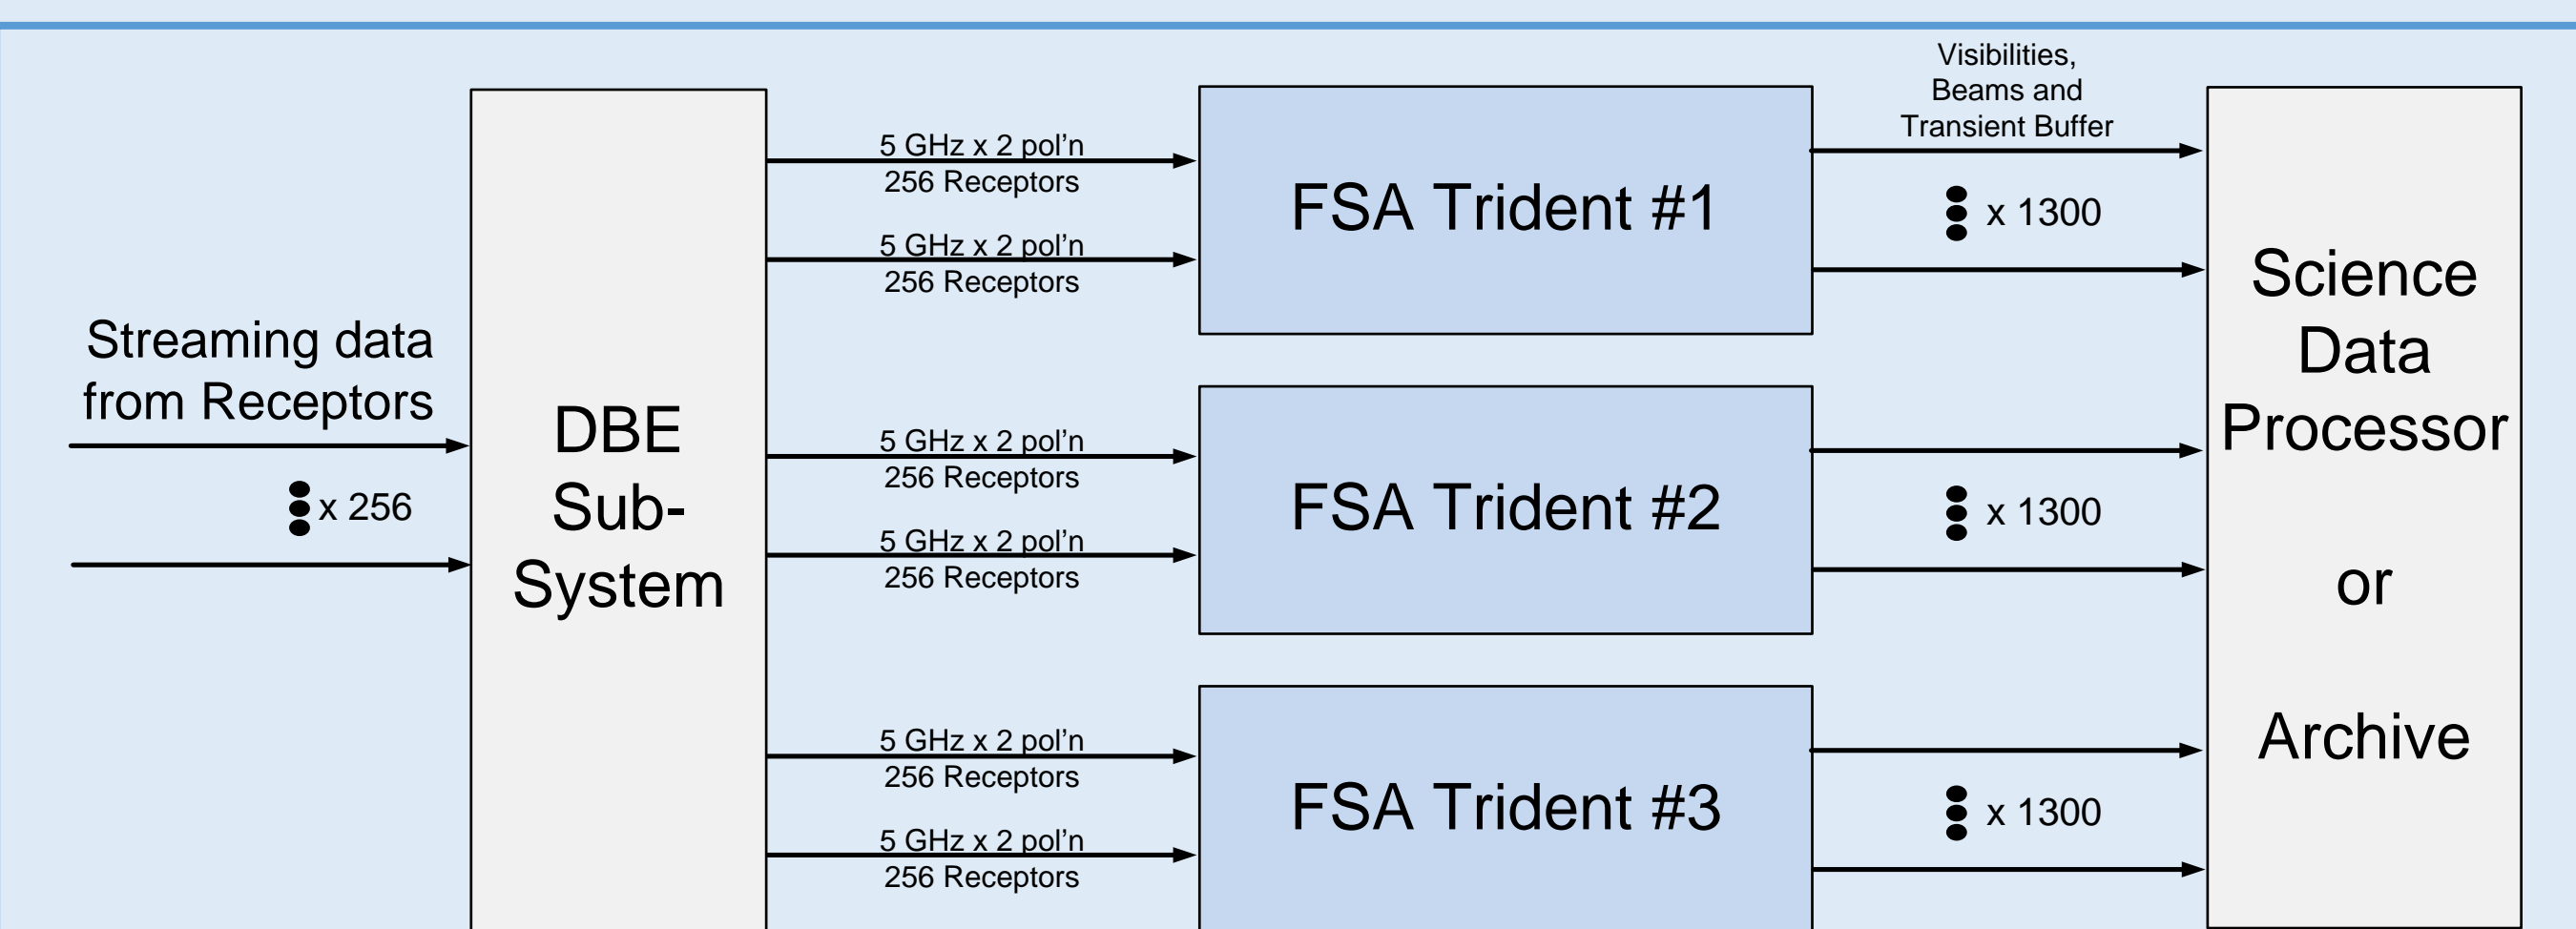 Streaming data
from Receptors
x 256
DBE
Sub-
System
5 GHz x 2 pol’n
256 Receptors
5 GHz x 2 pol’n
256 Receptors
5 GHz x 2 pol’n
256 Receptors
5 GHz x 2 pol’n
256 Receptors
5 GHz x 2 pol’n
256 Receptors
5 GHz x 2 pol’n
256 Receptors
FSA Trident #1
FSA Trident #2
FSA Trident #3
Visibilities,
Beams and
Transient Buffer
x 1300
x 1300
x 1300
Science
Data
Processor
or
Archive